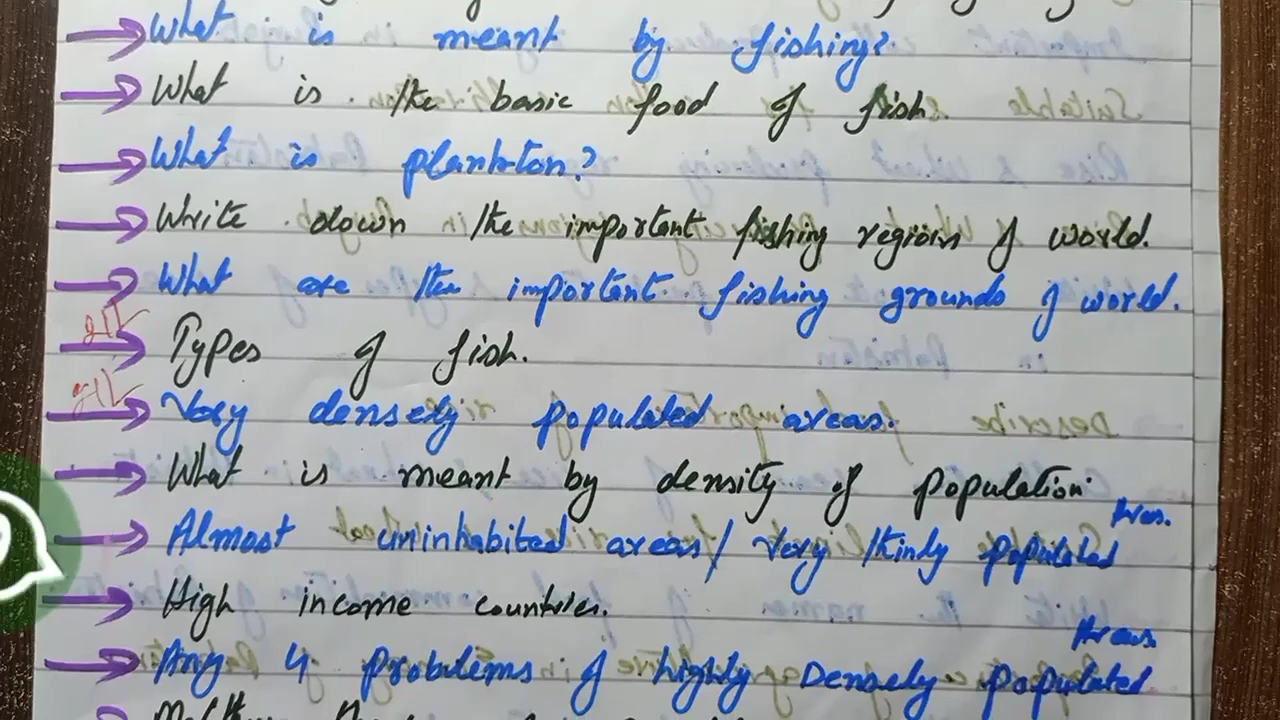 What is meant by fishing?
What is the basic food of fish.
What is plankton?
Write down the important fishing regions of world.
What are the important fishing grounds of world.
Types of fish.
Very densely populated areas.
What is meant by density of population
Almost uninhabited areas / Very thinly populated Areas.
High income countries.
Any 4 problems of highly Densely populated Areas.